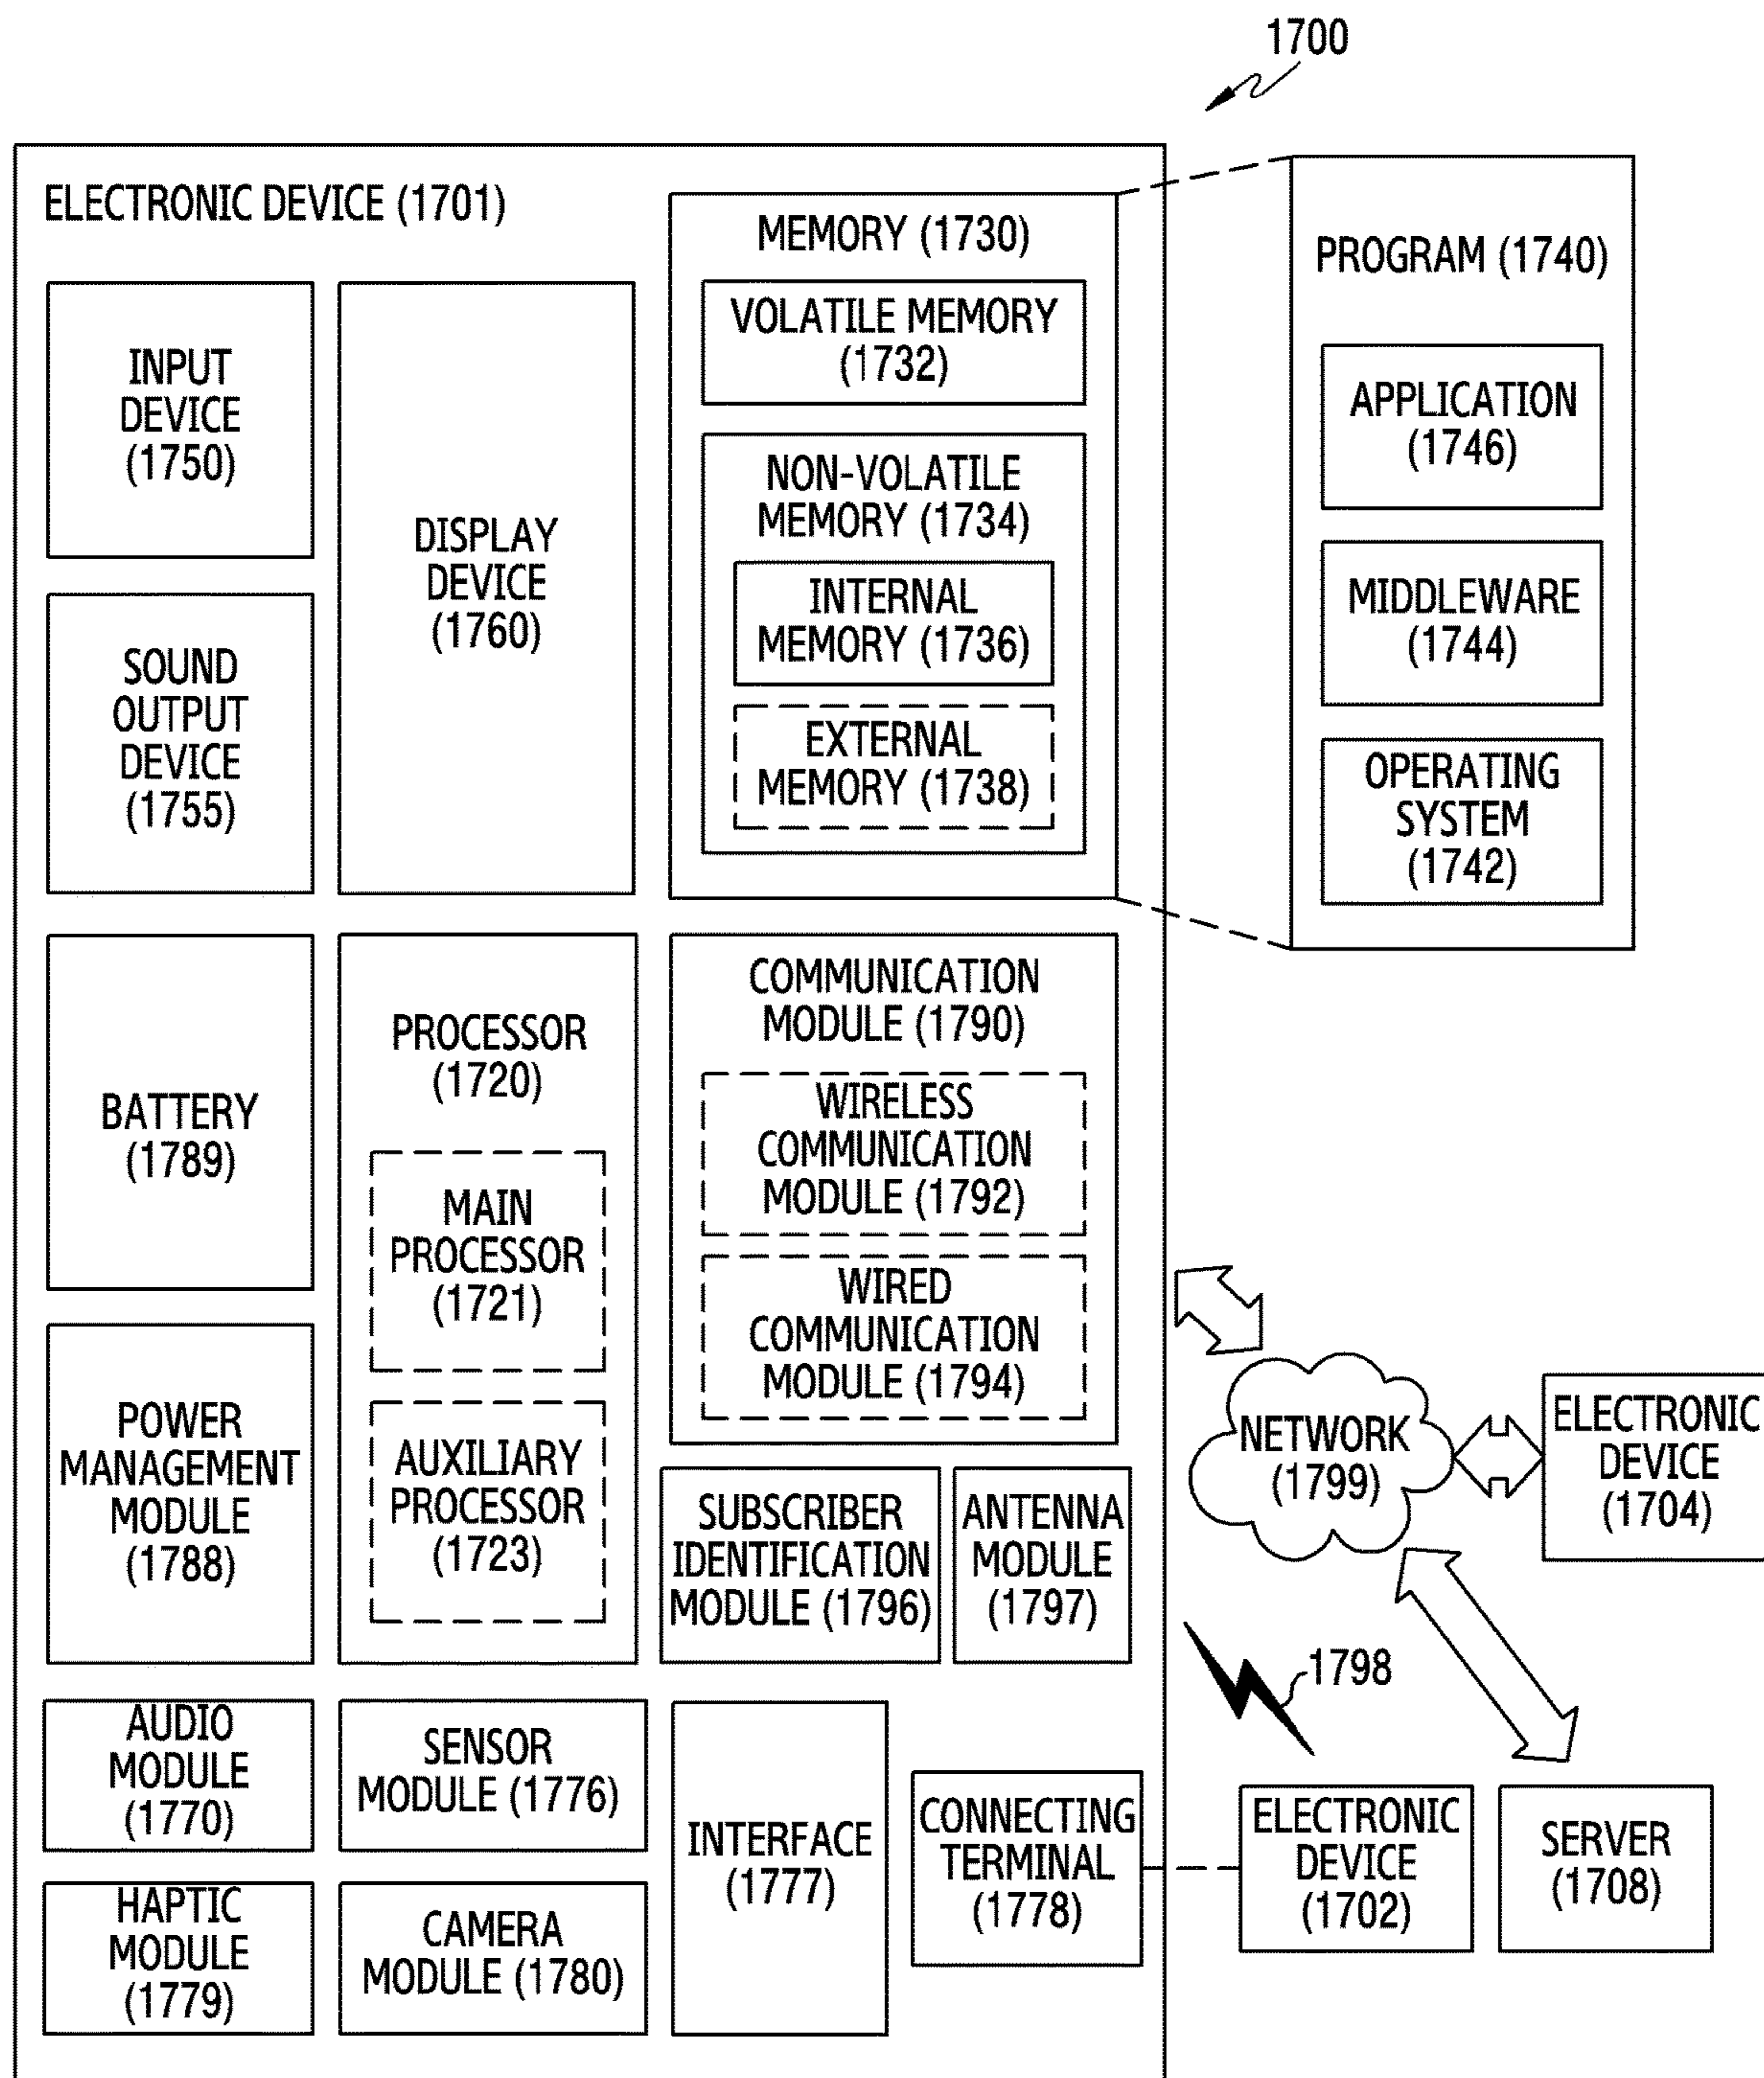 1700
ELECTRONIC DEVICE (1701)
INPUT
DEVICE
(1750)
SOUND
OUTPUT
DEVICE
(1755)
DISPLAY
DEVICE
(1760)
MEMORY (1730)
VOLATILE MEMORY
(1732)
NON-VOLATILE
MEMORY (1734)
INTERNAL
MEMORY (1736)
EXTERNAL
MEMORY (1738)
PROGRAM (1740)
APPLICATION
(1746)
MIDDLEWARE
(1744)
OPERATING
SYSTEM
(1742)
BATTERY
(1789)
POWER
MANAGEMENT
MODULE
(1788)
PROCESSOR
(1720)
MAIN
PROCESSOR
(1721)
AUXILIARY
PROCESSOR
(1723)
COMMUNICATION
MODULE (1790)
WIRELESS
COMMUNICATION
MODULE (1792)
WIRED
COMMUNICATION
MODULE (1794)
SUBSCRIBER
IDENTIFICATION
MODULE (1796)
ANTENNA
MODULE
(1797)
NETWORK
(1799)
ELECTRONIC
DEVICE
(1704)
1798
AUDIO
MODULE
(1770)
SENSOR
MODULE (1776)
INTERFACE
(1777)
CONNECTING
TERMINAL
(1778)
ELECTRONIC
DEVICE
(1702)
SERVER
(1708)
HAPTIC
MODULE
(1779)
CAMERA
MODULE (1780)